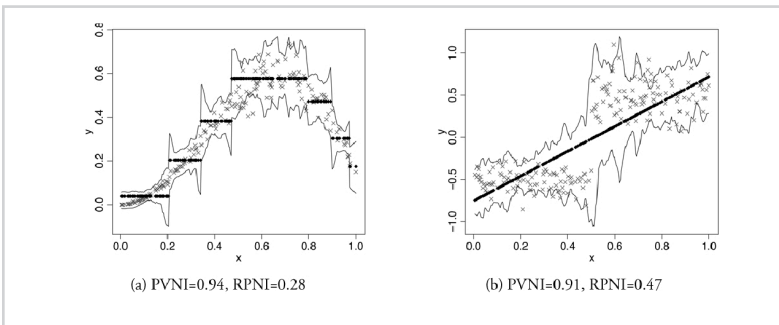 0.8
0.6
0.4
0.2
0.0
y
0.0 0.2 0.4 0.6 0.8 1.0
x
(a) PVNI=0.94, RPNI=0.28
1.0
0.5
0.0
−0.5
−1.0
y
0.0 0.2 0.4 0.6 0.8 1.0
x
(b) PVNI=0.91, RPNI=0.47